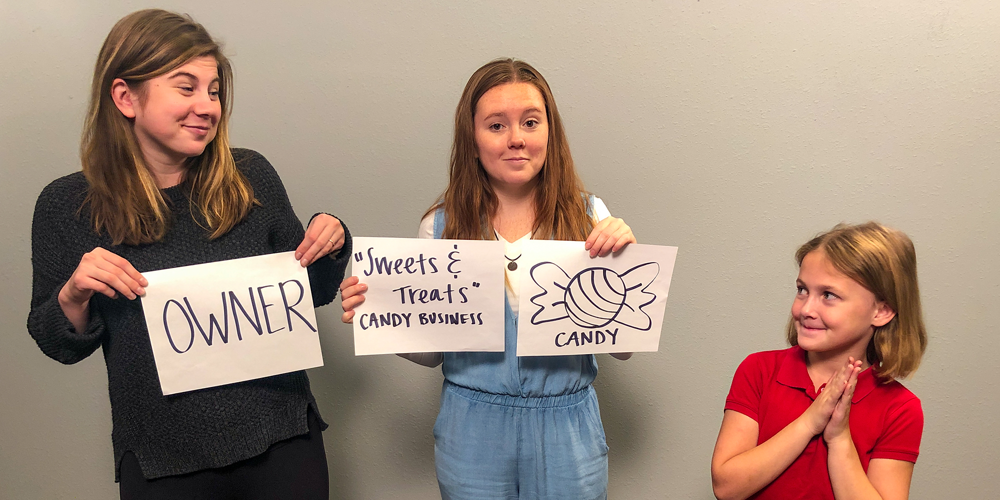 OWNER
"Sweets &
Treats"
CANDY BUSINESS
CANDY